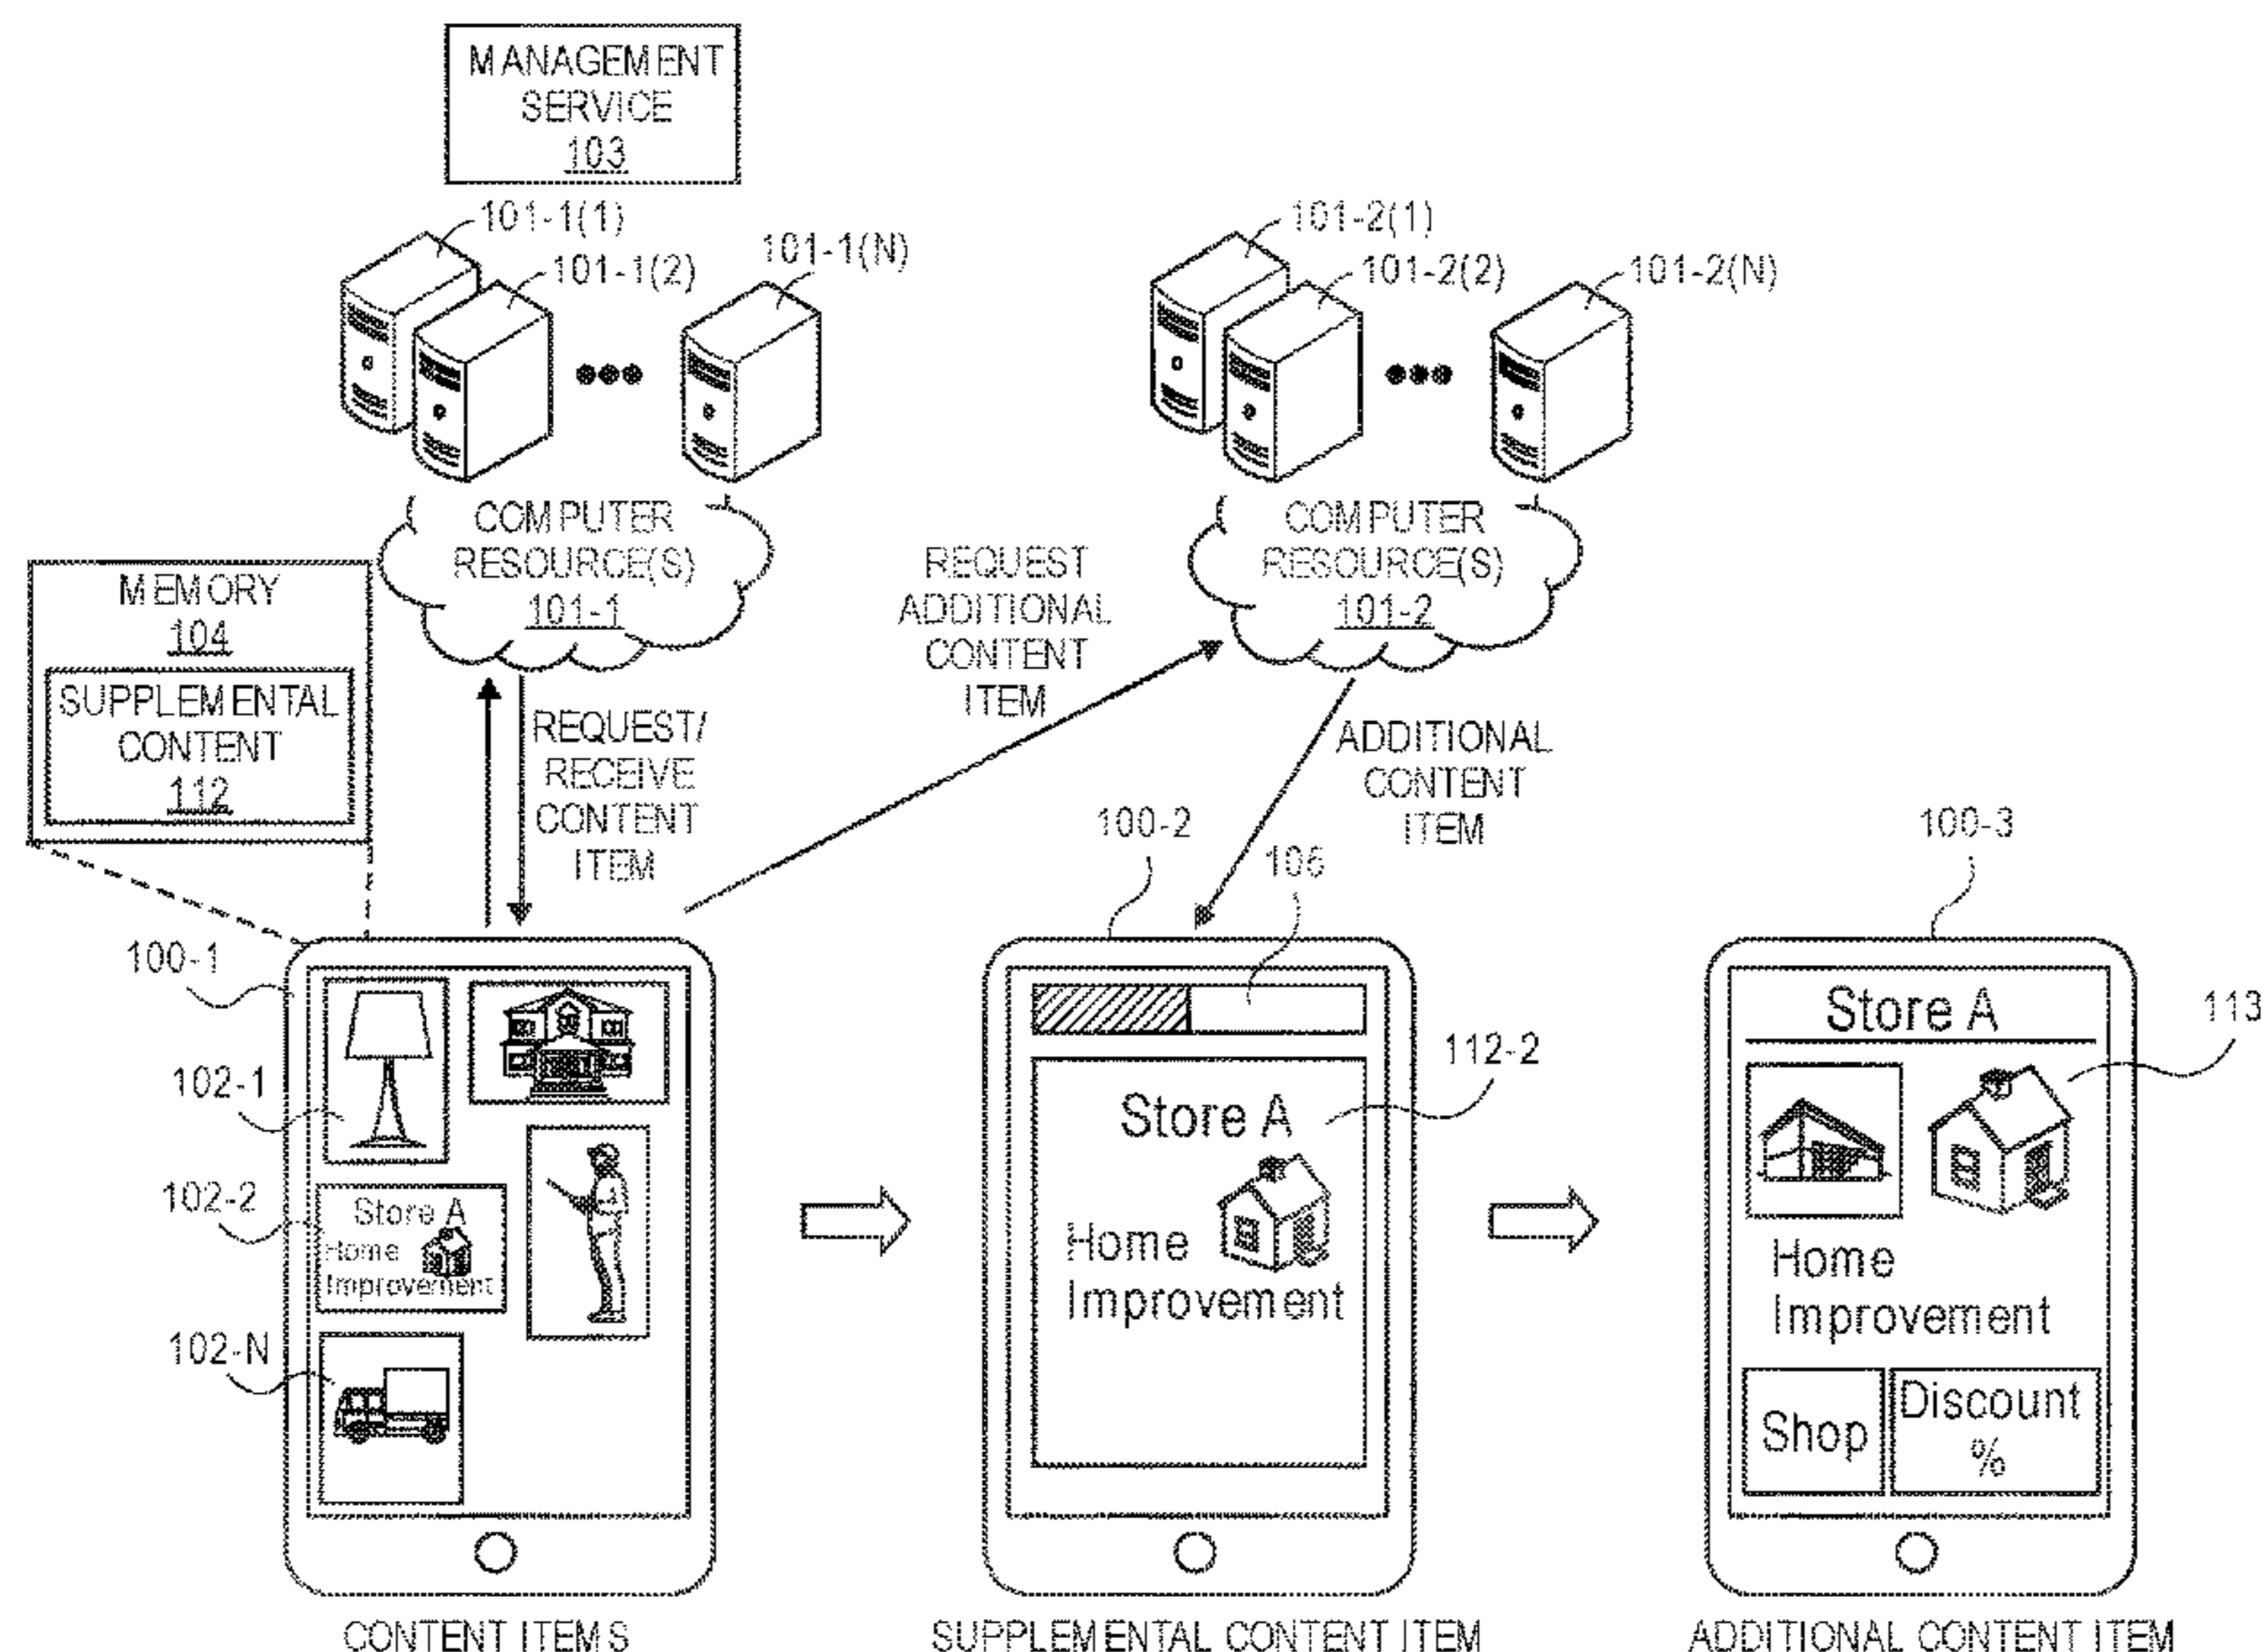 MANAGEMENT
SERVICE
103
101-1(1)
101-1(2)
101-1(N)
101-2(1)
101-2(2)
101-2(N)
COMPUTER
RESOURCE(S)
101-1
COMPUTER
RESOURCE(S)
101-2
MEMORY
104
SUPPLEMENTAL
CONTENT
112
REQUEST/
RECEIVE
CONTENT
ITEM
REQUEST
ADDITIONAL
CONTENT
ITEM
ADDITIONAL
CONTENT
ITEM
100-1
102-1
102-2
102-N
Store A
Home
Improvement
CONTENT ITEMS
100-2
106
112-2
Store A
Home
Improvement
SUPPLEMENTAL CONTENT ITEM
100-3
113
Store A
Home
Improvement
Shop
Discount
%
ADDITIONAL CONTENT ITEM